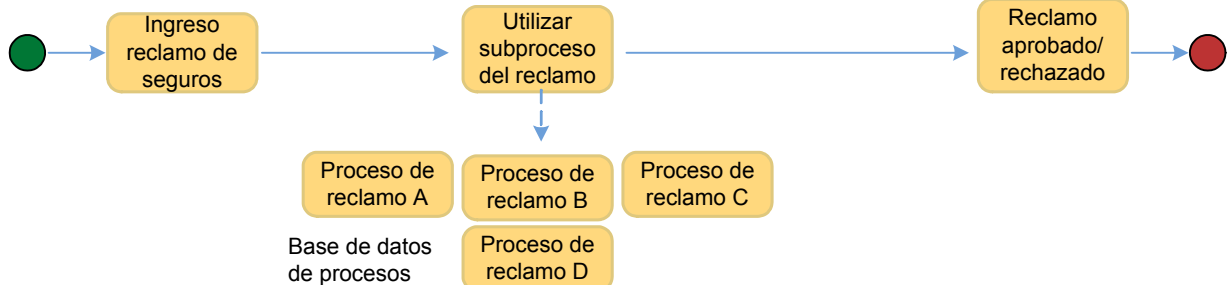 Ingreso
reclamo de
seguros
Utilizar
subproceso
del reclamo
Reclamo
aprobado/
rechazado
Proceso de
reclamo A
Proceso de
reclamo B
Proceso de
reclamo C
Base de datos
de procesos
Proceso de
reclamo D